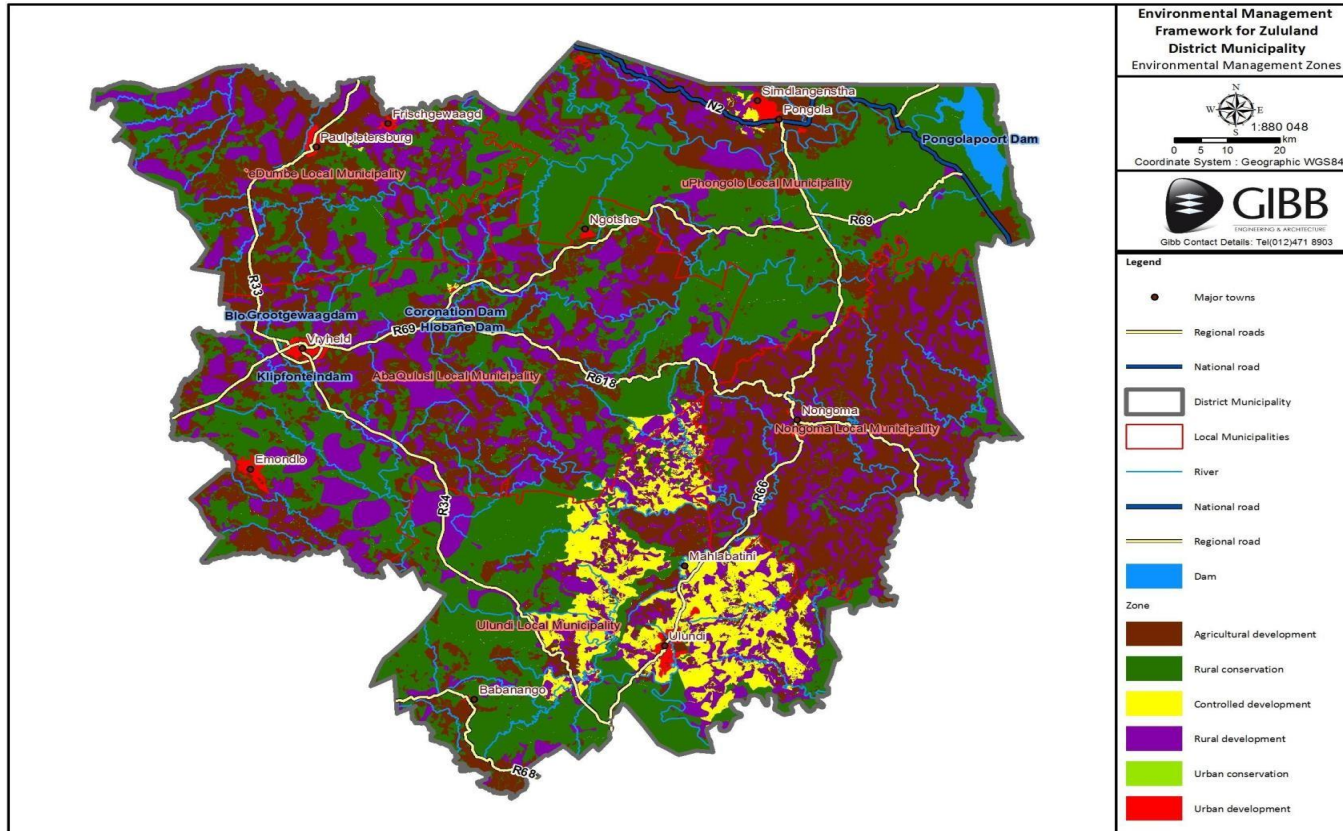 Environmental Management
Framework for Zululand
District Municipality
Environmental Management Zones
N
W
E
S
1:880 048
km
0 5 10 20
Coordinate System : Geographic WGS84
GIBB
ENGINEERING & ARCHITECTURE
Gibb Contact Details: Tel(012)471 8903
Legend
Major towns
Regional roads
National road
District Municipality
Local Municipalities
River
National road
Regional road
Dam
Zone
Agricultural development
Rural conservation
Controlled development
Rural development
Urban conservation
Urban development
Simdlangenstha
N2
Pongola
Frischgewaagd
Paulpietersburg
Pongolapoort Dam
eDumbe Local Municipality
uPhongolo Local Municipality
Ngotshe
R69
R33
Coronation Dam
Blo
Grootgewaagdam
Hlobane Dam
R69
Vryheid
Klipfonteindam
AbaQulusi Local Municipality
R618
Nongoma
Nongoma Local Municipality
Emondlo
R66
R34
Mahlabatini
Ulundi Local Municipality
Ulundi
Babanango
R68